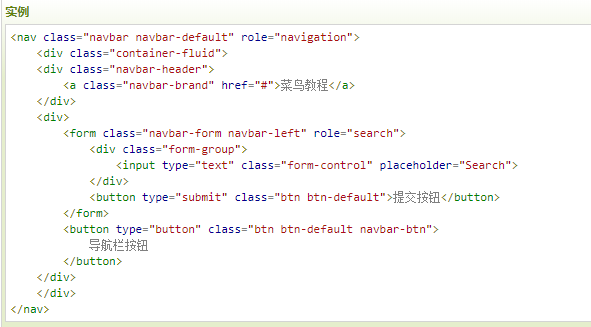 实例
<nav class="navbar navbar-default" role="navigation">
    <div class="container-fluid">
    <div class="navbar-header">
        <a class="navbar-brand" href="#">菜鸟教程</a>
    </div>
    <div>
        <form class="navbar-form navbar-left" role="search">
            <div class="form-group">
                <input type="text" class="form-control" placeholder="Search">
            </div>
            <button type="submit" class="btn btn-default">提交按钮</button>
        </form>
        <button type="button" class="btn btn-default navbar-btn">
            导航栏按钮
        </button>
    </div>
    </div>
</nav>